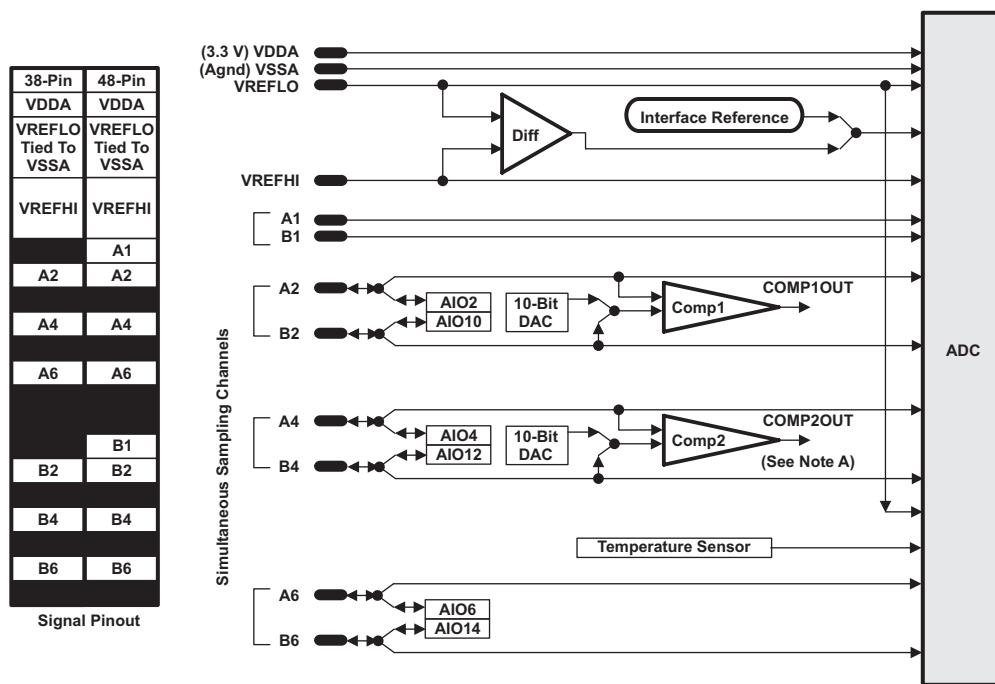 38-Pin 48-Pin
VDDA VDDA
VREFLO VREFLO
Tied To Tied To
VSSA VSSA
VREFHI VREFHI
A1
A2 A2
A4 A4
A6 A6
B1
B2 B2
B4 B4
B6 B6
Signal Pinout
Simultaneous Sampling Channels
(3.3 V) VDDA
(Agnd) VSSA
VREFLO
Interface Reference
Diff
VREFHI
A1
B1
A2
B2
AIO2
AIO10
10-Bit
DAC
Comp1
COMP1OUT
A4
B4
AIO4
AIO12
10-Bit
DAC
Comp2
COMP2OUT
(See Note A)
Temperature Sensor
A6
B6
AIO6
AIO14
ADC